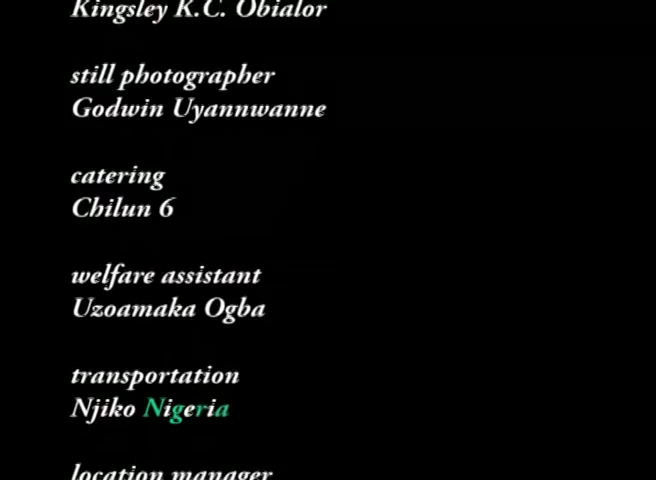 Kingsley K.C. Obialor
still photographer
Godwin Uyannwanne
catering
Chilun 6
welfare assistant
Uzoamaka Ogba
transportation
Njiko Nigeria
location manager